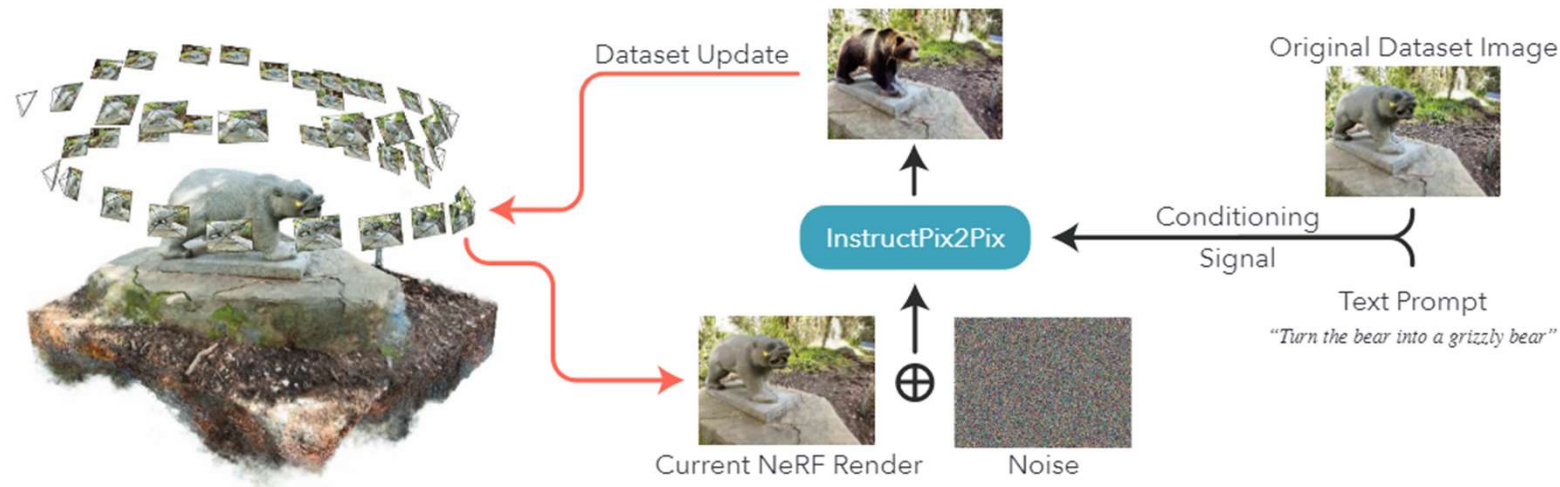 Dataset Update
Original Dataset Image
InstructPix2Pix
Conditioning
Signal
Text Prompt
“Turn the bear into a grizzly bear”
Current NeRF Render
Noise